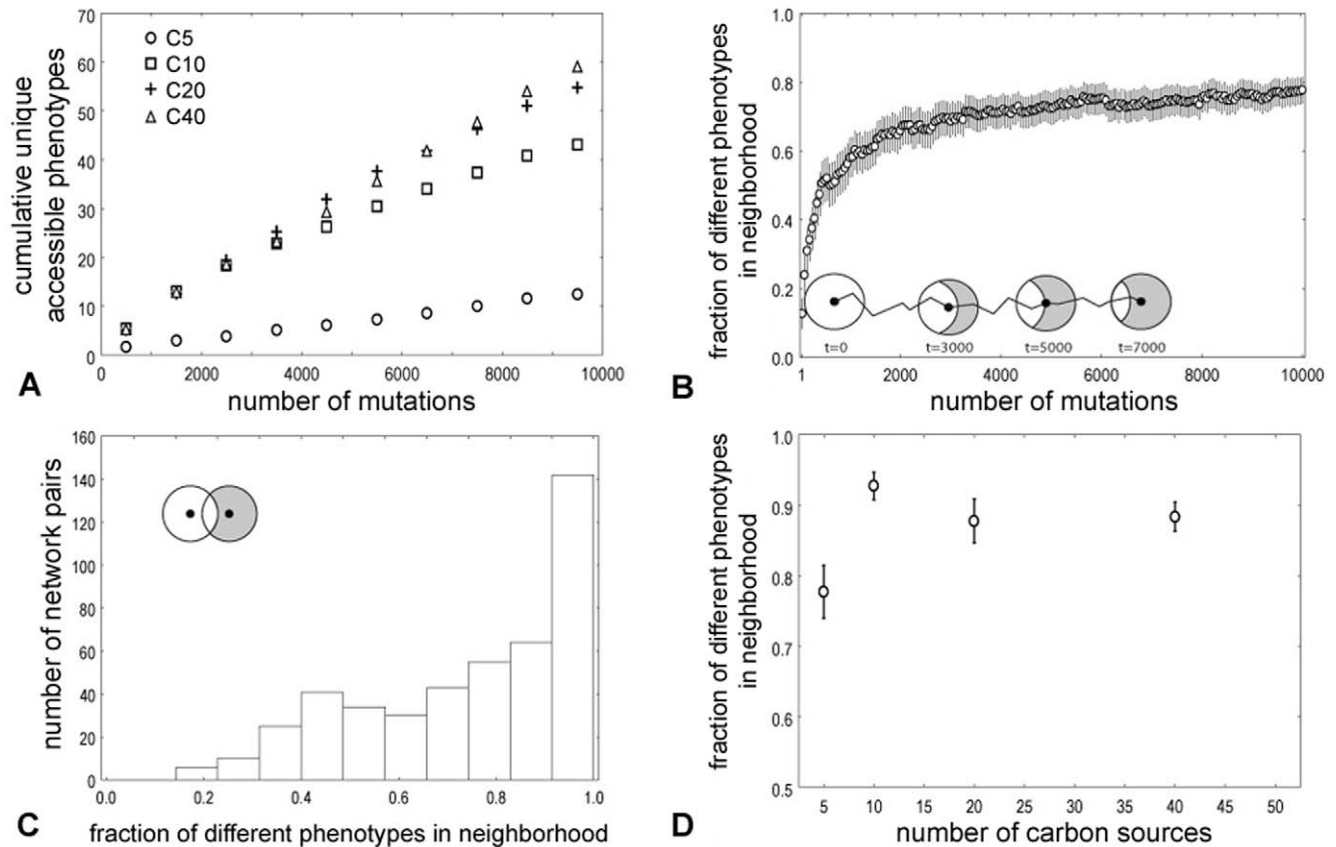 70
60
50
40
30
20
10
0
cumulative unique
accessible phenotypes
C5
C10
C20
C40
0 2000 4000 6000 8000 10000
number of mutations
A
1.0
0.8
0.6
0.4
0.2
0.0
fraction of different phenotypes
in neighborhood
t=0 t=3000 t=5000 t=7000
1 2000 4000 6000 8000 10000
number of mutations
B
160
140
120
100
80
60
40
20
0
number of network pairs
0.0 0.2 0.4 0.6 0.8 1.0
fraction of different phenotypes in neighborhood
C
1.0
0.9
0.8
0.7
0.6
0.5
fraction of different phenotypes
in neighborhood
5 10 15 20 25 30 35 40 45 50
number of carbon sources
D